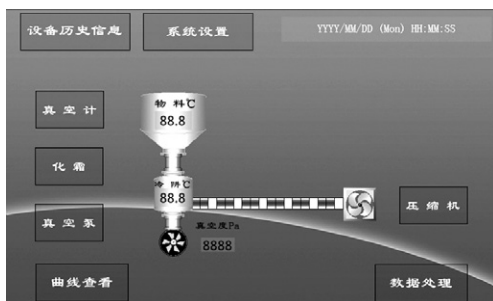 设备历史信息
系统设置
YYYY/MM/DD (Mon) HH:MM:SS
真空计
物料℃
88.8
化霜
冷阱℃
88.8
压缩机
真空泵
真空度Pa
8888
曲线查看
数据处理